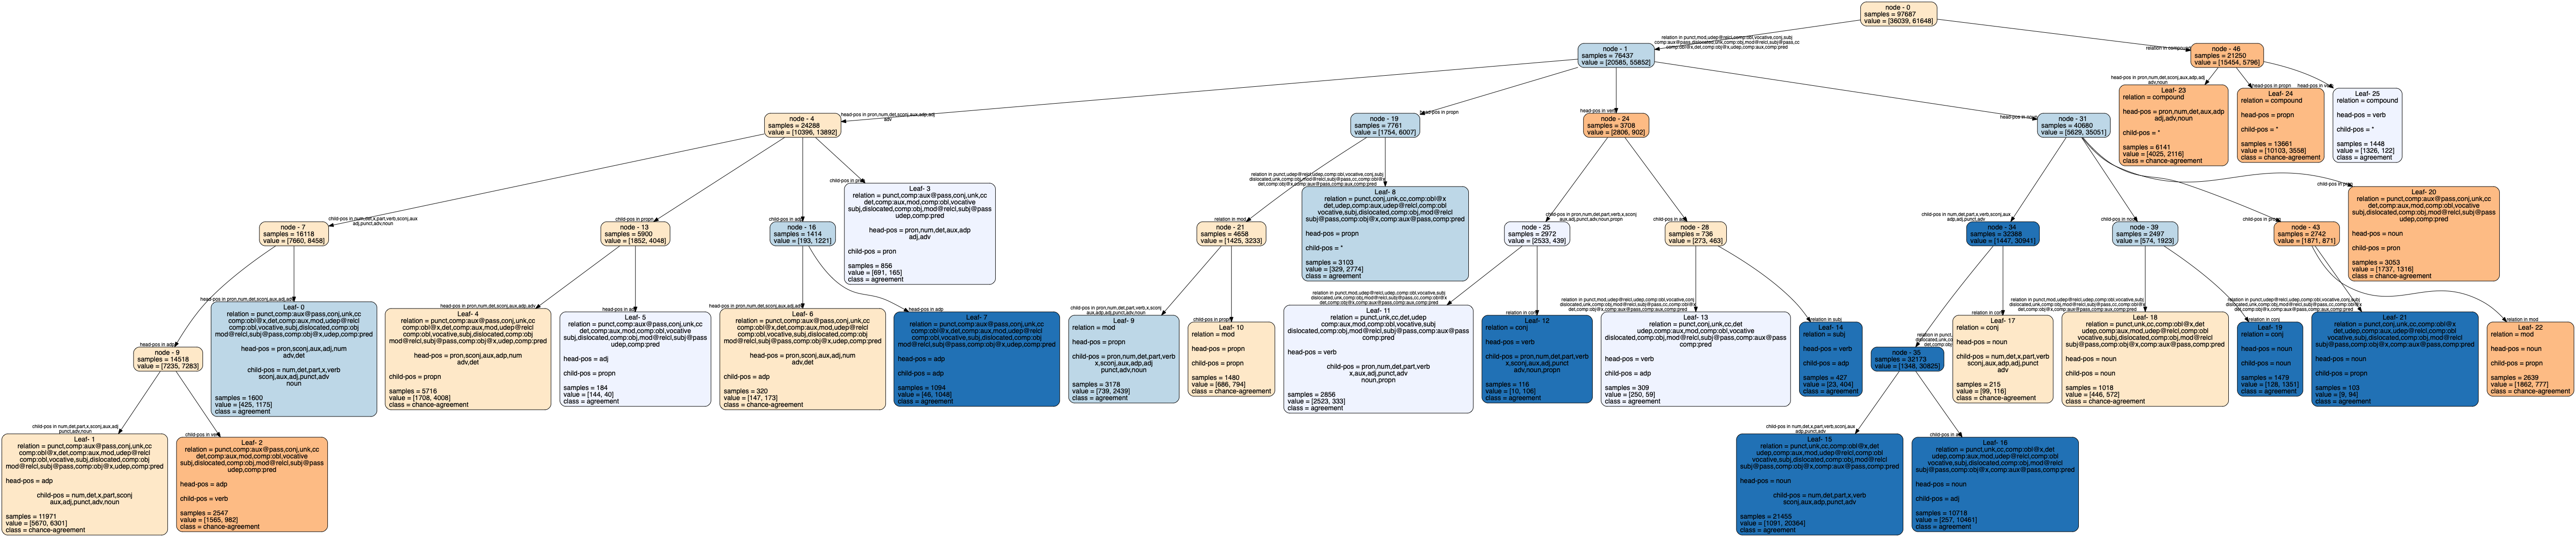 node - 0
samples = 97687
value = [36039, 61648]
relation in punct,mod,udep@relcl,comp:obl,vocative,conj,subj
comp:aux@pass,dislocated,unk,comp:obj,mod@relcl,subj@pass,cc
comp:obl@x,det,comp:obj@x,udep,comp:aux,comp:pred
relation in compound
node - 1
samples = 76437
value = [20585, 55852]
node - 46
samples = 21250
value = [15454, 5796]
head-pos in pron,num,det,sconj,aux,adp,adj
adv,noun
head-pos in propn
head-pos in verb
Leaf- 23
relation = compound
head-pos = pron,num,det,aux,adp
adj,adv,noun
child-pos = *
samples = 6141
value = [4025, 2116]
class = chance-agreement
Leaf- 24
relation = compound
head-pos = propn
child-pos = *
samples = 13661
value = [10103, 3558]
class = chance-agreement
Leaf- 25
relation = compound
head-pos = verb
child-pos = *
samples = 1448
value = [1326, 122]
class = agreement
head-pos in pron,num,det,sconj,aux,adp,adj
adv
head-pos in propn
head-pos in verb
head-pos in noun
node - 4
samples = 24288
value = [10396, 13892]
node - 19
samples = 7761
value = [1754, 6007]
node - 24
samples = 3708
value = [2806, 902]
node - 31
samples = 40680
value = [5629, 35051]
child-pos in pron
Leaf- 3
relation = punct,comp:aux@pass,conj,unk,cc
det,comp:aux,mod,comp:obl,vocative
subj,dislocated,comp:obj,mod@relcl,subj@pass
udep,comp:pred
head-pos = pron,num,det,aux,adp
adj,adv
child-pos = pron
samples = 856
value = [691, 165]
class = agreement
relation in punct,udep@relcl,comp:obl,vocative,conj,subj
dislocated,unk,comp:obj,mod@relcl,subj@pass,cc,comp:obl@x
det,comp:obj@x,comp:aux@pass,comp:aux,comp:pred
Leaf- 8
relation = punct,conj,unk,cc,comp:obl@x
det,udep,comp:aux,udep@relcl,comp:obl
vocative,subj,dislocated,comp:obj,mod@relcl
subj@pass,comp:obj@x,comp:aux@pass,comp:pred
head-pos = propn
child-pos = *
samples = 3103
value = [329, 2774]
class = agreement
child-pos in pron
Leaf- 20
relation = punct,comp:aux@pass,conj,unk,cc
det,comp:aux,mod,comp:obl,vocative
subj,dislocated,comp:obj,mod@relcl,subj@pass
udep,comp:pred
head-pos = noun
child-pos = pron
samples = 3053
value = [1737, 1316]
class = chance-agreement
child-pos in num,det,x,part,verb,sconj,aux
adj,punct,adv,noun
node - 7
samples = 16118
value = [7660, 8458]
child-pos in propn
node - 13
samples = 5900
value = [1852, 4048]
child-pos in adp
node - 16
samples = 1414
value = [193, 1221]
relation in mod
node - 21
samples = 4658
value = [1425, 3233]
child-pos in pron,num,det,part,verb,x,sconj
aux,adj,punct,adv,noun,propn
node - 25
samples = 2972
value = [2533, 439]
child-pos in adp
node - 28
samples = 736
value = [273, 463]
child-pos in num,det,part,x,verb,sconj,aux
adp,adj,punct,adv
node - 34
samples = 32388
value = [1447, 30941]
child-pos in noun
node - 39
samples = 2497
value = [574, 1923]
child-pos in propn
node - 43
samples = 2742
value = [1871, 871]
head-pos in adp
node - 9
samples = 14518
value = [7235, 7283]
head-pos in pron,num,det,sconj,aux,adj,adv
Leaf- 0
relation = punct,comp:aux@pass,conj,unk,cc
comp:obl@x,det,comp:aux,mod,udep@relcl
comp:obl,vocative,subj,dislocated,comp:obj
mod@relcl,subj@pass,comp:obj@x,udep,comp:pred
head-pos = pron,sconj,aux,adj,num
adv,det
child-pos = num,det,part,x,verb
sconj,aux,adj,punct,adv
noun
samples = 1600
value = [425, 1175]
class = agreement
head-pos in pron,num,det,sconj,aux,adp,adv
Leaf- 4
relation = punct,comp:aux@pass,conj,unk,cc
comp:obl@x,det,comp:aux,mod,udep@relcl
comp:obl,vocative,subj,dislocated,comp:obj
mod@relcl,subj@pass,comp:obj@x,udep,comp:pred
head-pos = pron,sconj,aux,adp,num
adv,det
child-pos = propn
samples = 5716
value = [1708, 4008]
class = chance-agreement
head-pos in adj
Leaf- 5
relation = punct,comp:aux@pass,conj,unk,cc
det,comp:aux,mod,comp:obl,vocative
subj,dislocated,comp:obj,mod@relcl,subj@pass
udep,comp:pred
head-pos = adj
child-pos = propn
samples = 184
value = [144, 40]
class = agreement
head-pos in pron,num,det,sconj,aux,adj,adv
Leaf- 6
relation = punct,comp:aux@pass,conj,unk,cc
comp:obl@x,det,comp:aux,mod,udep@relcl
comp:obl,vocative,subj,dislocated,comp:obj
mod@relcl,subj@pass,comp:obj@x,udep,comp:pred
head-pos = pron,sconj,aux,adj,num
adv,det
child-pos = adp
samples = 320
value = [147, 173]
class = chance-agreement
head-pos in adp
Leaf- 7
relation = punct,comp:aux@pass,conj,unk,cc
comp:obl@x,det,comp:aux,mod,udep@relcl
comp:obl,vocative,subj,dislocated,comp:obj
mod@relcl,subj@pass,comp:obj@x,udep,comp:pred
head-pos = adp
child-pos = adp
samples = 1094
value = [46, 1048]
class = agreement
child-pos in pron,num,det,part,verb,x,sconj
aux,adp,adj,punct,adv,noun
Leaf- 9
relation = mod
head-pos = propn
child-pos = pron,num,det,part,verb
x,sconj,aux,adp,adj
punct,adv,noun
samples = 3178
value = [739, 2439]
class = agreement
child-pos in propn
Leaf- 10
relation = mod
head-pos = propn
child-pos = propn
samples = 1480
value = [686, 794]
class = chance-agreement
relation in punct,mod,udep@relcl,udep,comp:obl,vocative,subj
dislocated,unk,comp:obj,mod@relcl,subj@pass,cc,comp:obl@x
det,comp:obj@x,comp:aux@pass,comp:aux,comp:pred
Leaf- 11
relation = punct,unk,cc,det,udep
comp:aux,mod,comp:obl,vocative,subj
dislocated,comp:obj,mod@relcl,subj@pass,comp:aux@pass
comp:pred
head-pos = verb
child-pos = pron,num,det,part,verb
x,aux,adj,punct,adv
noun,propn
samples = 2856
value = [2523, 333]
class = agreement
relation in conj
Leaf- 12
relation = conj
head-pos = verb
child-pos = pron,num,det,part,verb
x,sconj,aux,adj,punct
adv,noun,propn
samples = 116
value = [10, 106]
class = agreement
relation in punct,mod,udep@relcl,udep,comp:obl,vocative,conj
Leaf- 13
relation = punct,conj,unk,cc,det
comp:aux,mod,comp:obl,vocative
dislocated,comp:obj,mod@relcl,subj@pass,comp:aux@pass
comp:pred
head-pos = verb
child-pos = adp
samples = 309
value = [250, 59]
class = agreement
relation in subj
Leaf- 14
relation = subj
head-pos = verb
child-pos = adp
samples = 427
value = [23, 404]
class = agreement
node - 35
samples = 32173
value = [1348, 30825]
relation in conj
Leaf- 17
relation = conj
head-pos = noun
child-pos = num,det,part,x,verb
sconj,aux,adp,adj,punct
adv
samples = 215
value = [99, 116]
class = chance-agreement
relation in punct,mod,udep@relcl,udep,comp:obl,vocative,subj
dislocated,unk,comp:obj,mod@relcl,subj@pass,cc,comp:obl@x
Leaf- 18
relation = punct,unk,cc,comp:obl@x,det
udep,comp:aux,mod,udep@relcl,comp:obl
vocative,subj,dislocated,comp:obj,mod@relcl
subj@pass,comp:obj@x,comp:aux@pass,comp:pred
head-pos = noun
child-pos = noun
samples = 1018
value = [446, 572]
class = chance-agreement
relation in conj
Leaf- 19
relation = conj
head-pos = noun
child-pos = noun
samples = 1479
value = [128, 1351]
class = agreement
Leaf- 21
relation = punct,conj,unk,cc,comp:obl@x
det,udep,comp:aux,udep@relcl,comp:obl
vocative,subj,dislocated,comp:obj,mod@relcl
subj@pass,comp:obj@x,comp:aux@pass,comp:pred
head-pos = noun
child-pos = propn
samples = 103
value = [9, 94]
class = agreement
relation in mod
Leaf- 22
relation = mod
head-pos = noun
child-pos = propn
samples = 2639
value = [1862, 777]
class = chance-agreement
child-pos in num,det,part,x,sconj,aux,adj
punct,adv,noun
Leaf- 1
relation = punct,comp:aux@pass,conj,unk,cc
comp:obl@x,det,comp:aux,mod,udep@relcl
comp:obl,vocative,subj,dislocated,comp:obj
mod@relcl,subj@pass,comp:obj@x,udep,comp:pred
head-pos = adp
child-pos = num,det,x,part,sconj
aux,adj,punct,adv,noun
samples = 11971
value = [5670, 6301]
class = chance-agreement
child-pos in verb
Leaf- 2
relation = punct,comp:aux@pass,conj,unk,cc
det,comp:aux,mod,comp:obl,vocative
subj,dislocated,comp:obj,mod@relcl,subj@pass
udep,comp:pred
head-pos = adp
child-pos = verb
samples = 2547
value = [1565, 982]
class = chance-agreement
child-pos in num,det,part,x,verb,sconj,aux
adp,punct,adv
Leaf- 15
relation = punct,unk,cc,comp:obl@x,det
udep,comp:aux,mod,udep@relcl,comp:obl
vocative,subj,dislocated,comp:obj,mod@relcl
subj@pass,comp:obj@x,comp:aux@pass,comp:pred
head-pos = noun
child-pos = num,det,part,x,verb
sconj,aux,adp,punct,adv
samples = 21455
value = [1091, 20364]
class = agreement
child-pos in adj
Leaf- 16
relation = punct,unk,cc,comp:obl@x,det
udep,comp:aux,mod,udep@relcl,comp:obl
vocative,subj,dislocated,comp:obj,mod@relcl
subj@pass,comp:obj@x,comp:aux@pass,comp:pred
head-pos = noun
child-pos = adj
samples = 10718
value = [257, 10461]
class = agreement